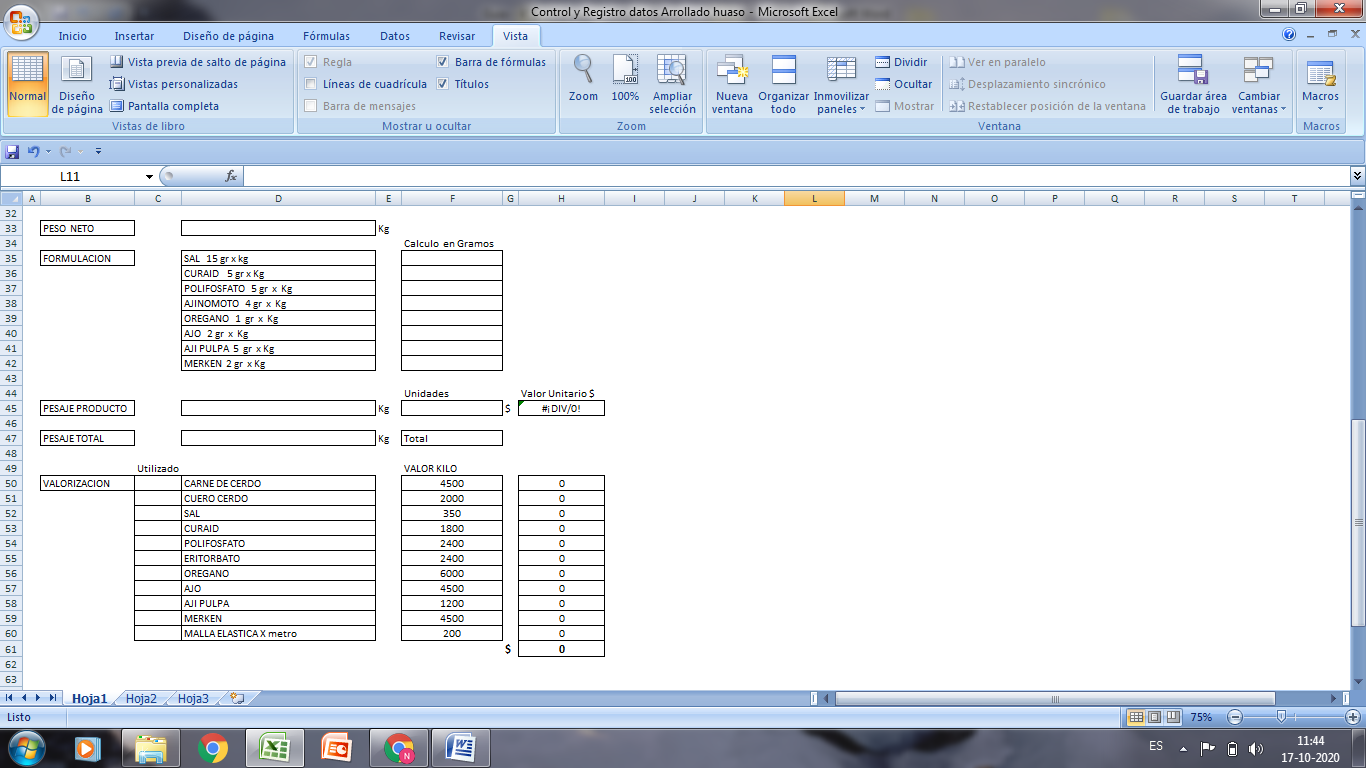 Control y Registro datos Arrollado huaso - Microsoft Excel
Inicio Insertar Diseño de página Fórmulas Datos Revisar Vista
Normal
Diseño de página
Vista previa de salto de página
Vistas personalizadas
Pantalla completa
Vistas de libro
Regla
Líneas de cuadrícula
Barra de mensajes
Barra de fórmulas
Títulos
Mostrar u ocultar
Zoom
100%
Ampliar selección
Zoom
Nueva ventana
Organizar todo
Inmovilizar paneles
Dividir
Ocultar
Mostrar
Ver en paralelo
Desplazamiento sincrónico
Restablecer posición de la ventana
Ventana
Guardar área de trabajo
Cambiar ventanas
Macros
Macros
L11 fx
A B C D E F G H I J K L M N O P Q R S T
32
33 PESO NETO Kg
34 Calculo en Gramos
35 FORMULACION SAL 15 gr x kg
36 CURAID 5 gr x Kg
37 POLIFOSFATO 5 gr x Kg
38 AJINOMOTO 4 gr x Kg
39 OREGANO 1 gr x Kg
40 AJO 2 gr x Kg
41 AJI PULPA 5 gr x Kg
42 MERKEN 2 gr x Kg
43
44 Unidades Valor Unitario $
45 PESAJE PRODUCTO Kg $ #¡DIV/0!
46
47 PESAJE TOTAL Kg Total
48
49 Utilizado VALOR KILO
50 VALORIZACION CARNE DE CERDO 4500 0
51 CUERO CERDO 2000 0
52 SAL 350 0
53 CURAID 1800 0
54 POLIFOSFATO 2400 0
55 ERITORBATO 2400 0
56 OREGANO 6000 0
57 AJO 4500 0
58 AJI PULPA 1200 0
59 MERKEN 4500 0
60 MALLA ELASTICA X metro 200 0
61 $ 0
62
63
Hoja1 Hoja2 Hoja3
Listo 75%
ES 11:44
17-10-2020